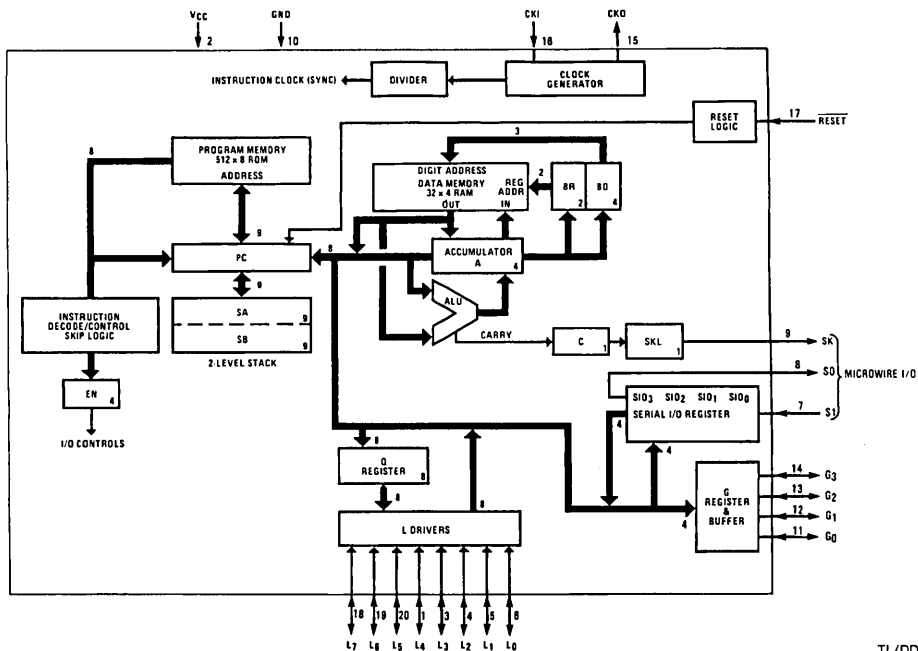 VCC GND CKI CKO
2 10 16 15
INSTRUCTION CLOCK (SYNC)
DIVIDER
CLOCK
GENERATOR
RESET
LOGIC
17
RESET
8
PROGRAM MEMORY
512 x 8 ROM
ADDRESS
9
PC
8
9
SA
9
SB
9
2-LEVEL STACK
INSTRUCTION
DECODE/CONTROL
SKIP LOGIC
EN
4
I/O CONTROLS
3
DIGIT ADDRESS
DATA MEMORY
32 x 4 RAM
OUT
REG
ADDR
IN
2
BR
2
BD
4
ACCUMULATOR
A
4
ALU
CARRY
C
1
SKL
1
9
SK
8
SO
7
S1
MICROWIRE I/O
SIO3 SIO2 SIO1 SIO0
SERIAL I/O REGISTER
4
4
4
G
REGISTER
&
BUFFER
14 G3
13 G2
12 G1
11 G0
8
Q
REGISTER
8
8
8
L DRIVERS
18 19 20 1 3 4 5 6
L7 L6 L5 L4 L3 L2 L1 L0